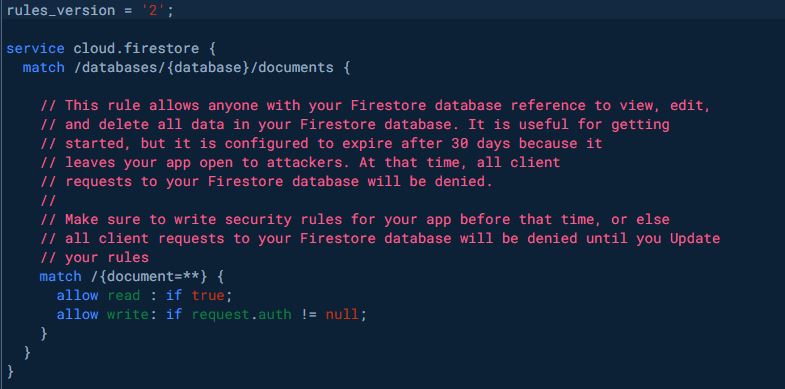 rules_version = '2';
service cloud.firestore {
match /databases/{database}/documents {
// This rule allows anyone with your Firestore database reference to view, edit,
// and delete all data in your Firestore database. It is useful for getting
// started, but it is configured to expire after 30 days because it
// leaves your app open to attackers. At that time, all client
// requests to your Firestore database will be denied.
//
// Make sure to write security rules for your app before that time, or else
// all client requests to your Firestore database will be denied until you Update
// your rules
match /{document=**} {
allow read : if true;
allow write: if request.auth != null;
}
}
}